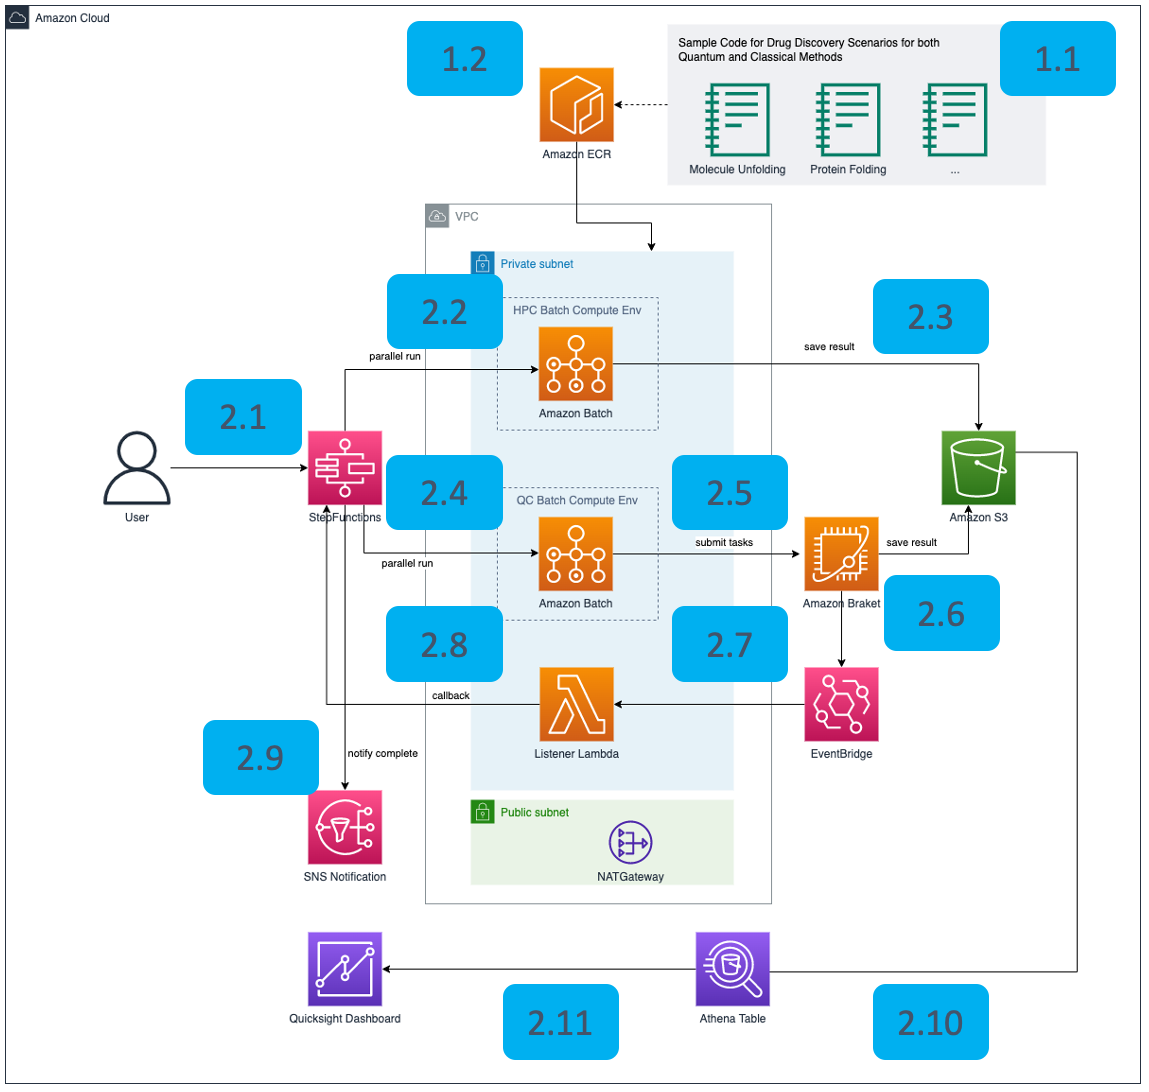 Amazon Cloud
1.2
Sample Code for Drug Discovery Scenarios for both
Quantum and Classical Methods
1.1
Amazon ECR
Molecule Unfolding
Protein Folding
...
VPC
Private subnet
2.2
HPC Batch Compute Env
2.3
parallel run
save result
Amazon Batch
2.1
User
StepFunctions
2.4
QC Batch Compute Env
2.5
Amazon S3
submit tasks
save result
parallel run
Amazon Batch
Amazon Braket
2.6
2.8
2.7
callback
Listener Lambda
EventBridge
2.9
notify complete
SNS Notification
Public subnet
NATGateway
Quicksight Dashboard
2.11
Athena Table
2.10